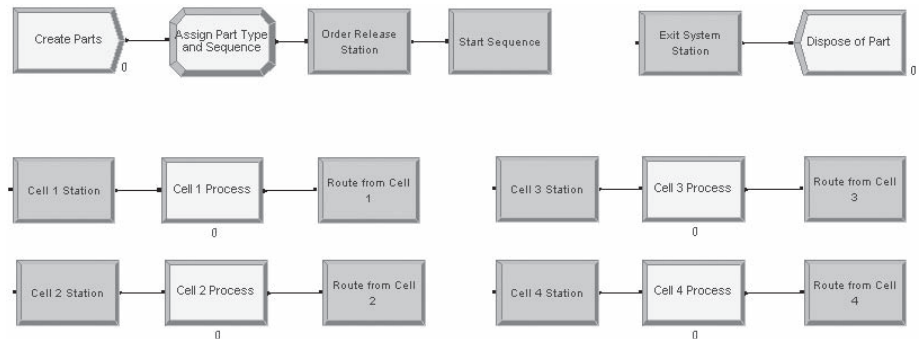 Create Parts
0
Assign Part Type
and Sequence
Order Release
Station
Start Sequence
Exit System
Station
Dispose of Part
0
Cell 1 Station
Cell 1 Process
0
Route from Cell
1
Cell 3 Station
Cell 3 Process
0
Route from Cell
3
Cell 2 Station
Cell 2 Process
0
Route from Cell
2
Cell 4 Station
Cell 4 Process
0
Route from Cell
4